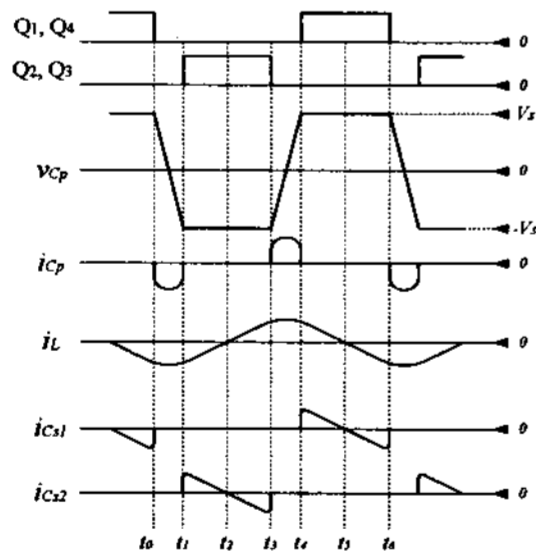 Q1, Q4 0
Q2, Q3 0
Vs
vCp 0
-Vs
iCp 0
iL 0
iCs1 0
iCs2 0
t0 t1 t2 t3 t4 t5 t6